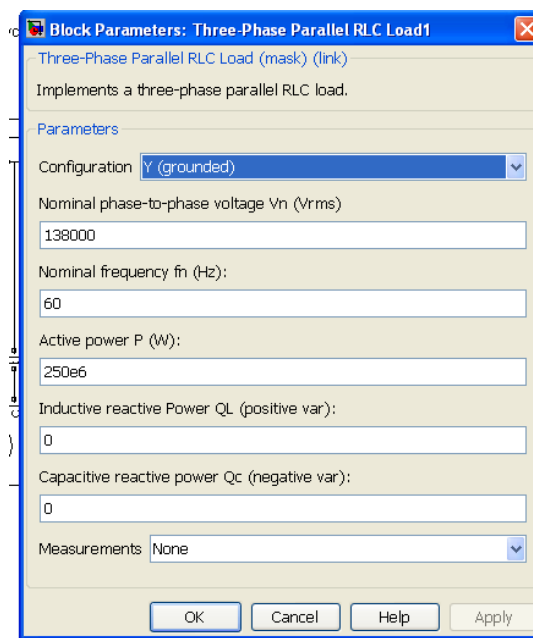 Block Parameters: Three-Phase Parallel RLC Load1
Three-Phase Parallel RLC Load (mask) (link)
Implements a three-phase parallel RLC load.
Parameters
Configuration Y (grounded)
Nominal phase-to-phase voltage Vn (Vrms)
138000
Nominal frequency fn (Hz):
60
Active power P (W):
250e6
Inductive reactive Power QL (positive var):
0
Capacitive reactive power Qc (negative var):
0
Measurements None
OK Cancel Help Apply